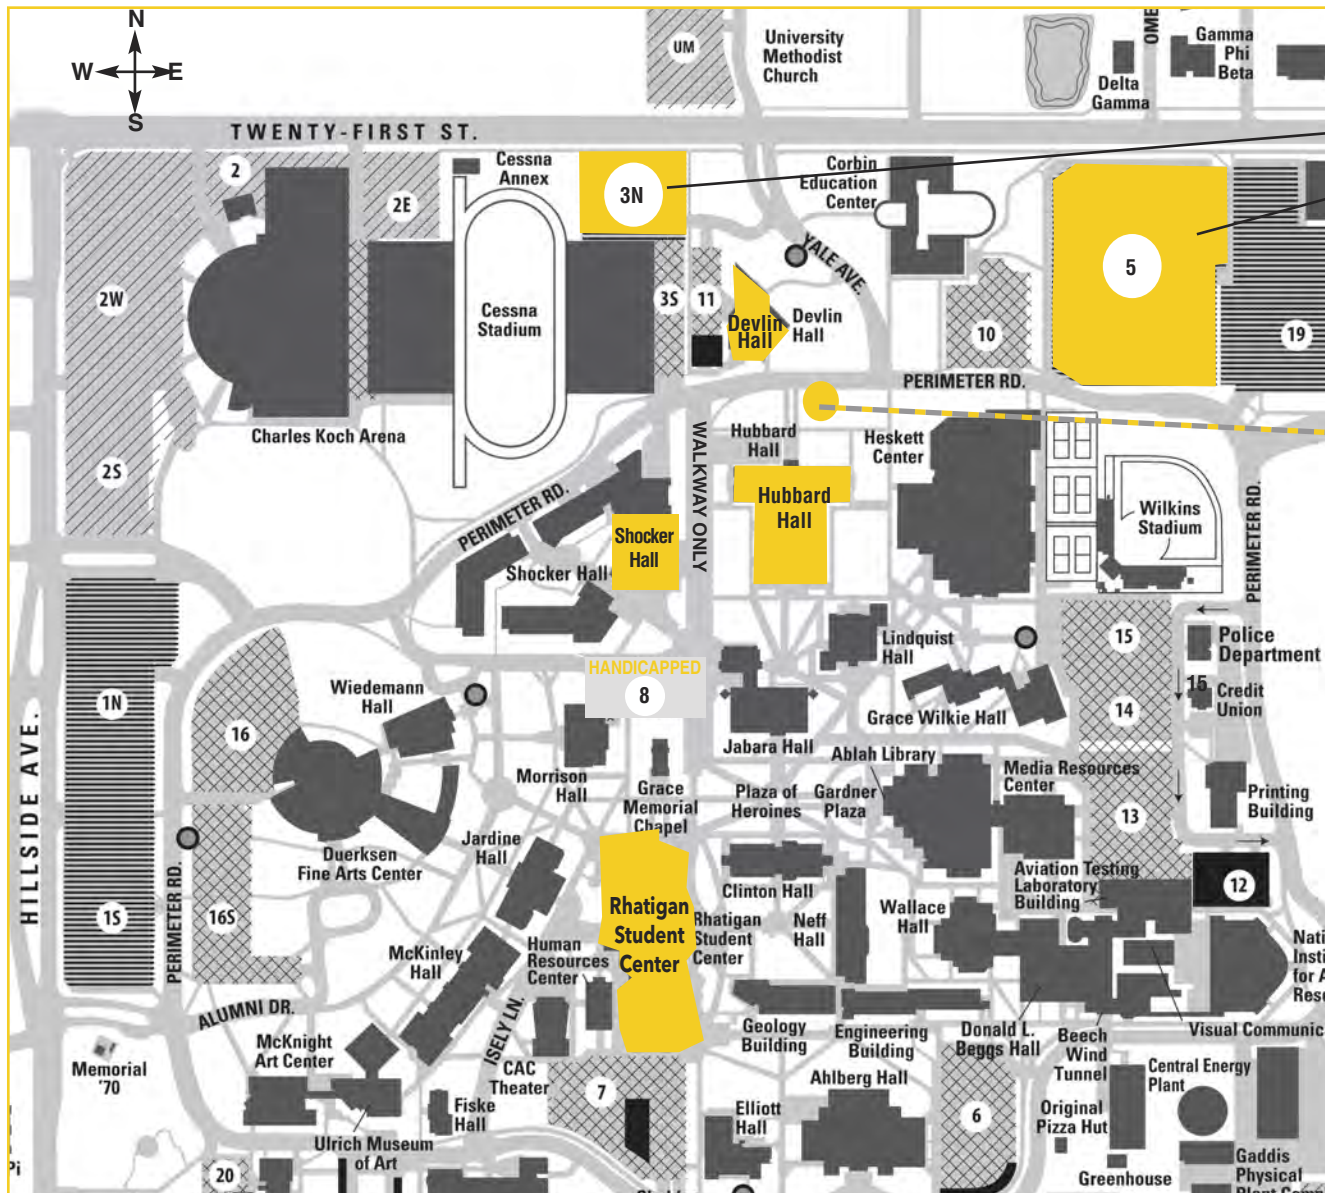 N
W E
S
UM
University
Methodist
Church
OME
Gamma
Phi
Beta
Delta
Gamma
TWENTY-FIRST ST.
2
2E
Cessna
Annex
3N
Corbin
Education
Center
YALE AVE.
5
2W
Cessna
Stadium
3S
11
Devlin
Hall
Devlin
Hall
10
19
PERIMETER RD.
Charles Koch Arena
2S
WALKWAY ONLY
Hubbard
Hall
Heskett
Center
Hubbard
Hall
PERIMETER RD.
Shocker
Hall
Shocker Hall
Wilkins
Stadium
PERIMETER RD.
15
Police
Department
Lindquist
Hall
HANDICAPPED
8
Wiedemann
Hall
15
Credit
Union
1N
16
14
Grace Wilkie Hall
Jabara Hall
Ablah Library
Morrison
Hall
Grace
Memorial
Chapel
Plaza of
Heroines
Gardner
Plaza
Media Resources
Center
Printing
Building
13
HILLSIDE AVE.
Jardine
Hall
Duerksen
Fine Arts Center
Clinton Hall
Aviation Testing
Laboratory
Building
12
1S
16S
PERIMETER RD.
Rhatigan
Student
Center
Rhatigan
Student
Center
Neff
Hall
Wallace
Hall
McKinley
Hall
Human
Resources
Center
Nati
Insti
for A
Rese
ALUMNI DR.
ISELY LN.
McKnight
Art Center
Geology
Building
Engineering
Building
Donald L.
Beggs Hall
Beech
Wind
Tunnel
Visual Communic
Memorial
'70
CAC
Theater
7
Ahlberg Hall
6
Central Energy
Plant
Fiske
Hall
Elliott
Hall
Original
Pizza Hut
Ulrich Museum
of Art
Greenhouse
Gaddis
Physical
20
Pi